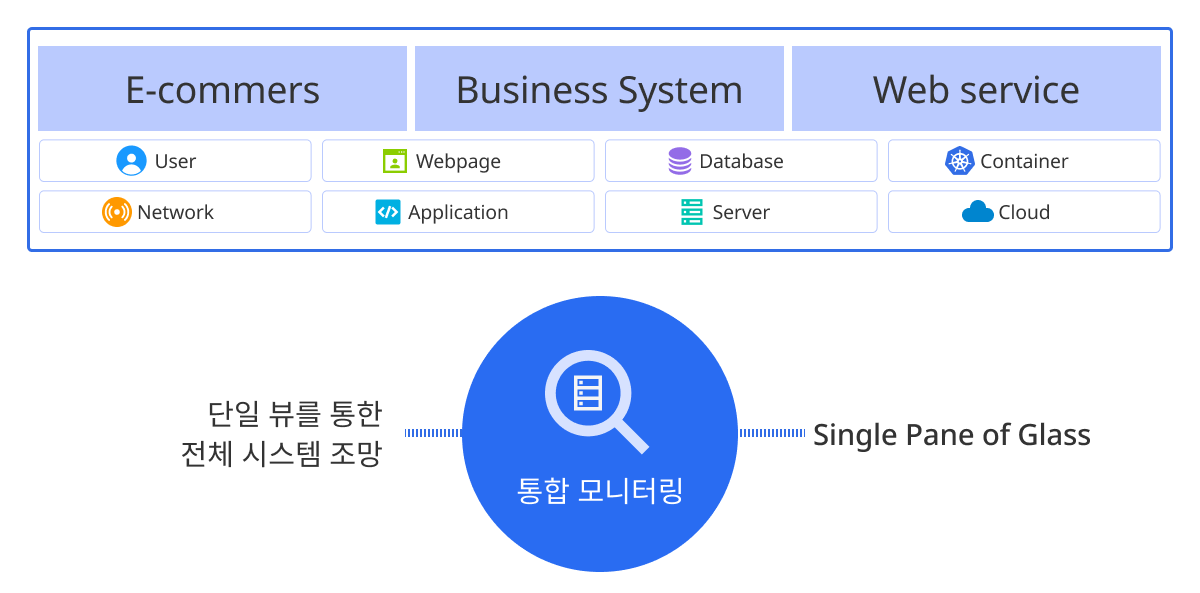 E-commers
Business System
Web service
User
Webpage
Database
Container
Network
Application
Server
Cloud
단일 뷰를 통한
전체 시스템 조망
통합 모니터링
Single Pane of Glass